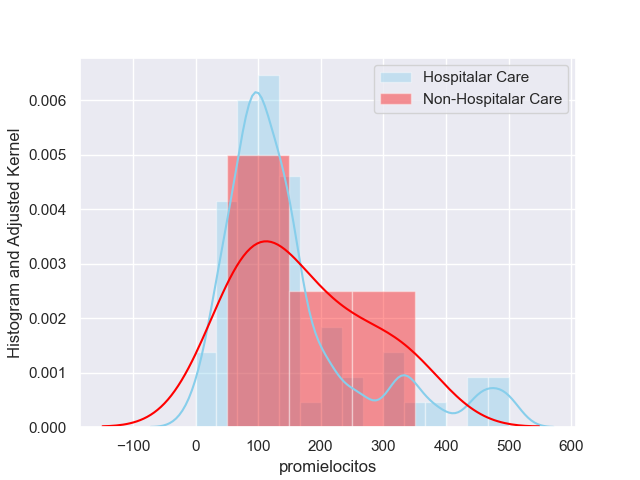 Hospitalar Care
Non-Hospitalar Care
Histogram and Adjusted Kernel
0.006
0.005
0.004
0.003
0.002
0.001
0.000
−100 0 100 200 300 400 500 600
promielocitos